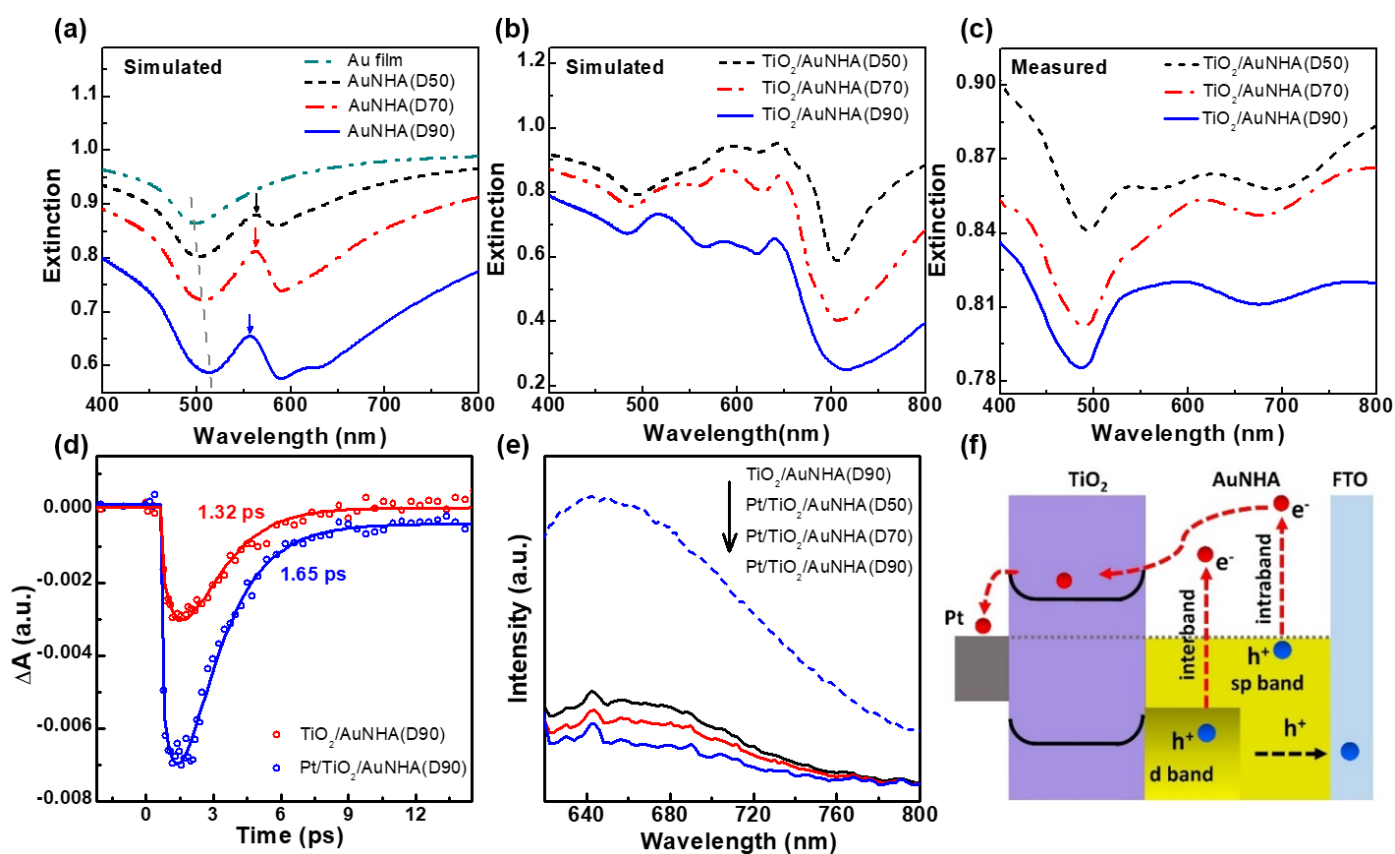 (a)
Simulated
Au film
AuNHA(D50)
AuNHA(D70)
AuNHA(D90)
1.1
1.0
0.9
0.8
0.7
0.6
Extinction
400 500 600 700 800
Wavelength (nm)
(b)
Simulated
TiO₂/AuNHA(D50)
TiO₂/AuNHA(D70)
TiO₂/AuNHA(D90)
1.2
1.0
0.8
0.6
0.4
0.2
Extinction
400 500 600 700 800
Wavelength(nm)
(c)
Measured
TiO₂/AuNHA(D50)
TiO₂/AuNHA(D70)
TiO₂/AuNHA(D90)
0.90
0.87
0.84
0.81
0.78
Extinction
400 500 600 700 800
Wavelength (nm)
(d)
0.000
-0.002
-0.004
-0.006
-0.008
ΔA (a.u.)
1.32 ps
1.65 ps
TiO₂/AuNHA(D90)
Pt/TiO₂/AuNHA(D90)
0 3 6 9 12
Time (ps)
(e)
TiO₂/AuNHA(D90)
Pt/TiO₂/AuNHA(D50)
Pt/TiO₂/AuNHA(D70)
Pt/TiO₂/AuNHA(D90)
Intensity (a.u.)
640 680 720 760 800
Wavelength (nm)
(f)
TiO₂ AuNHA FTO
e⁻
e⁻
Pt
interband
intraband
h⁺
sp band
h⁺
h⁺
d band